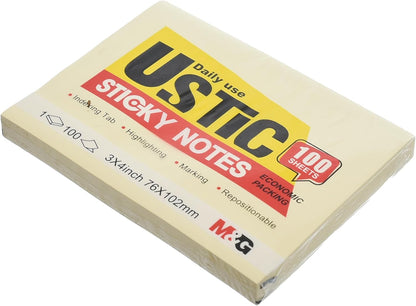 Daily use
USTiC
STICKY NOTES
100
SHEETS
• Indexing Tab • Highlighting • Marking • Repositionable
ECONOMIC
PACKING
1 100 3X4inch 76X102mm
M&G